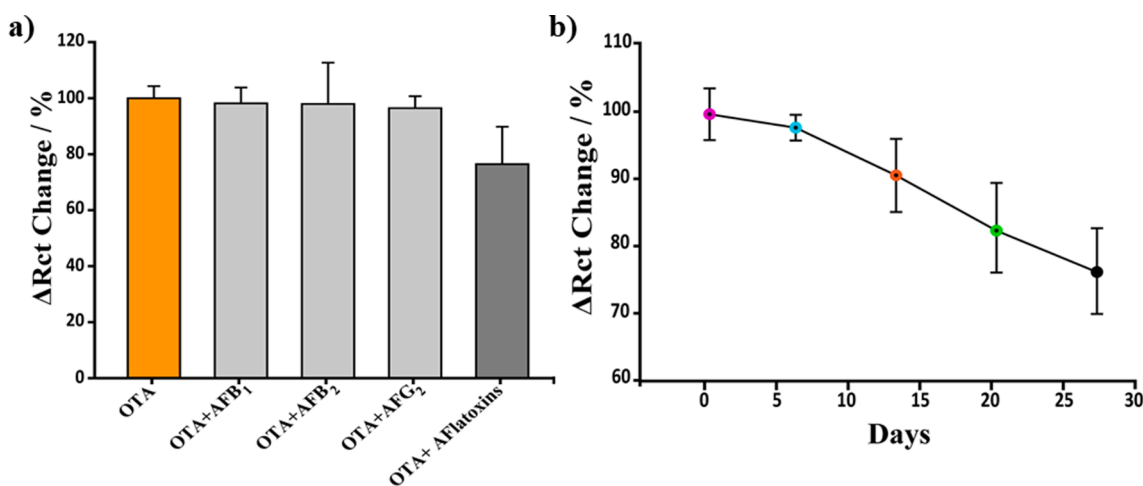 a)
ΔRct Change / %
120
100
80
60
40
20
0
OTA
OTA+AFB₁
OTA+AFB₂
OTA+AFG₂
OTA+ AFlatoxins
b)
ΔRct Change / %
110
100
90
80
70
60
0 5 10 15 20 25 30
Days